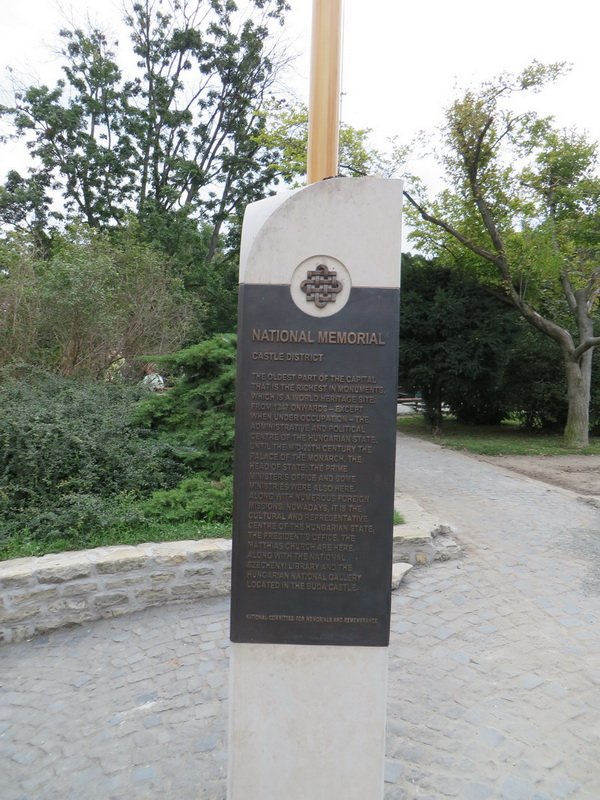 NATIONAL MEMORIAL
CASTLE DISTRICT
THE OLDEST PART OF THE CAPITAL
THAT IS THE RICHEST IN MONUMENTS,
WHICH IS A WORLD HERITAGE SITE.
FROM 1247 ONWARDS – EXCEPT
WHEN UNDER OCCUPATION – THE
ADMINISTRATIVE AND POLITICAL
CENTRE OF THE HUNGARIAN STATE.
UNTIL THE MID-20TH CENTURY THE
PALACE OF THE MONARCH, THE
HEAD OF STATE, THE PRIME
MINISTER'S OFFICE AND SOME
MINISTRIES WERE ALSO HERE,
ALONG WITH NUMEROUS FOREIGN
MISSIONS. NOWADAYS, IT IS THE
CULTURAL AND REPRESENTATIVE
CENTRE OF THE HUNGARIAN STATE;
THE PRESIDENT'S OFFICE, THE
MATTHIAS CHURCH ARE HERE,
ALONG WITH THE NATIONAL
SZÉCHENYI LIBRARY AND THE
HUNGARIAN NATIONAL GALLERY
LOCATED IN THE BUDA CASTLE.
NATIONAL COMMITTEE FOR MEMORIALS AND REMEMBRANCE